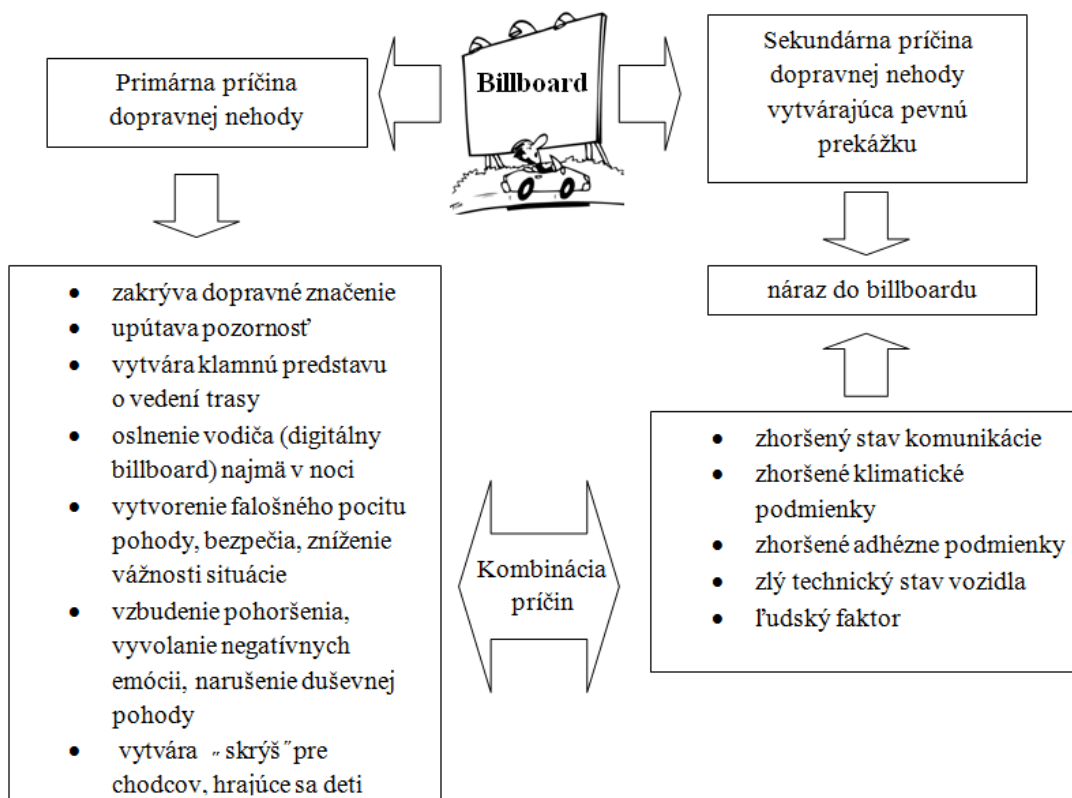 Primárna príčina
dopravnej nehody
Billboard
Sekundárna príčina
dopravnej nehody
vytvárajúca pevnú
prekážku
• zakrýva dopravné značenie
• upútava pozornosť
• vytvára klamnú predstavu
o vedení trasy
• oslnenie vodiča (digitálny
billboard) najmä v noci
• vytvorenie falošného pocitu
pohody, bezpečia, zníženie
vážnosti situácie
• vzbudenie pohoršenia,
vyvolanie negatívnych
emócii, narušenie duševnej
pohody
• vytvára „ skrýš ˝ pre
chodcov, hrajúce sa deti
Kombinácia
príčin
náraz do billboardu
• zhoršený stav komunikácie
• zhoršené klimatické
podmienky
• zhoršené adhézne podmienky
• zlý technický stav vozidla
• ľudský faktor